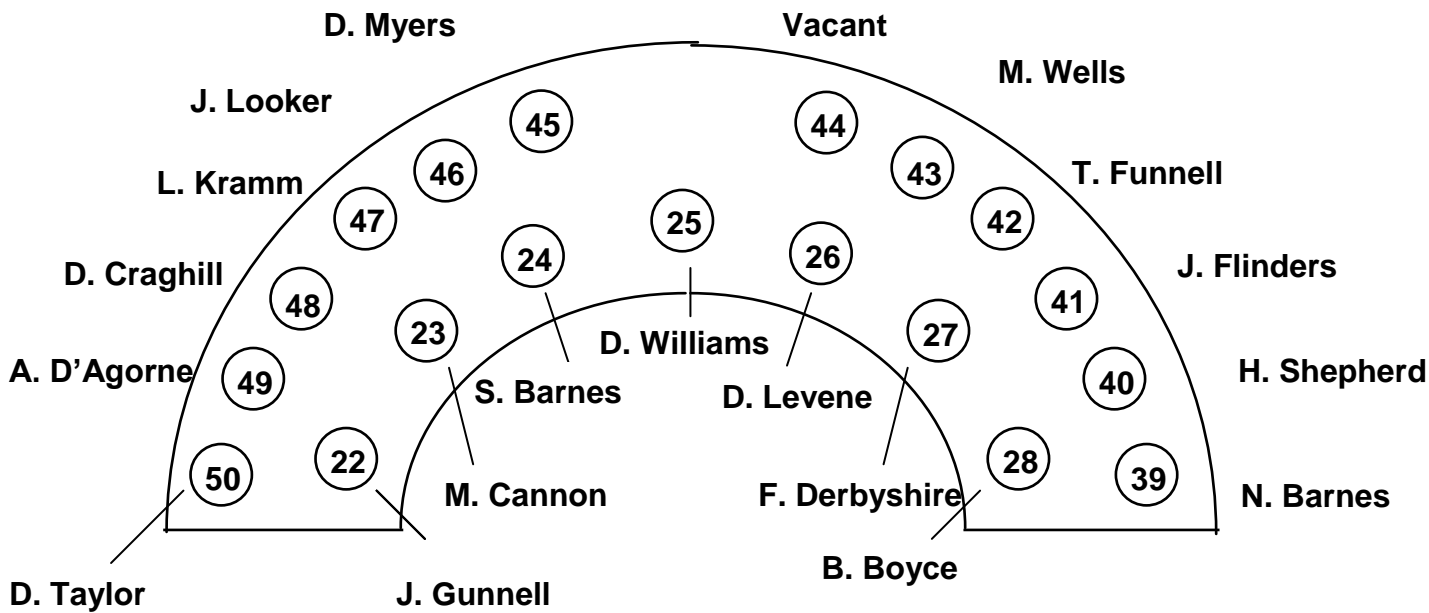 D. Myers
Vacant
M. Wells
J. Looker
45
44
46
43
L. Kramm
T. Funnell
47
42
25
24
26
D. Craghill
J. Flinders
48
41
23
27
D. Williams
A. D’Agorne
49
40
H. Shepherd
S. Barnes
D. Levene
50
22
28
39
M. Cannon
F. Derbyshire
N. Barnes
B. Boyce
D. Taylor
J. Gunnell